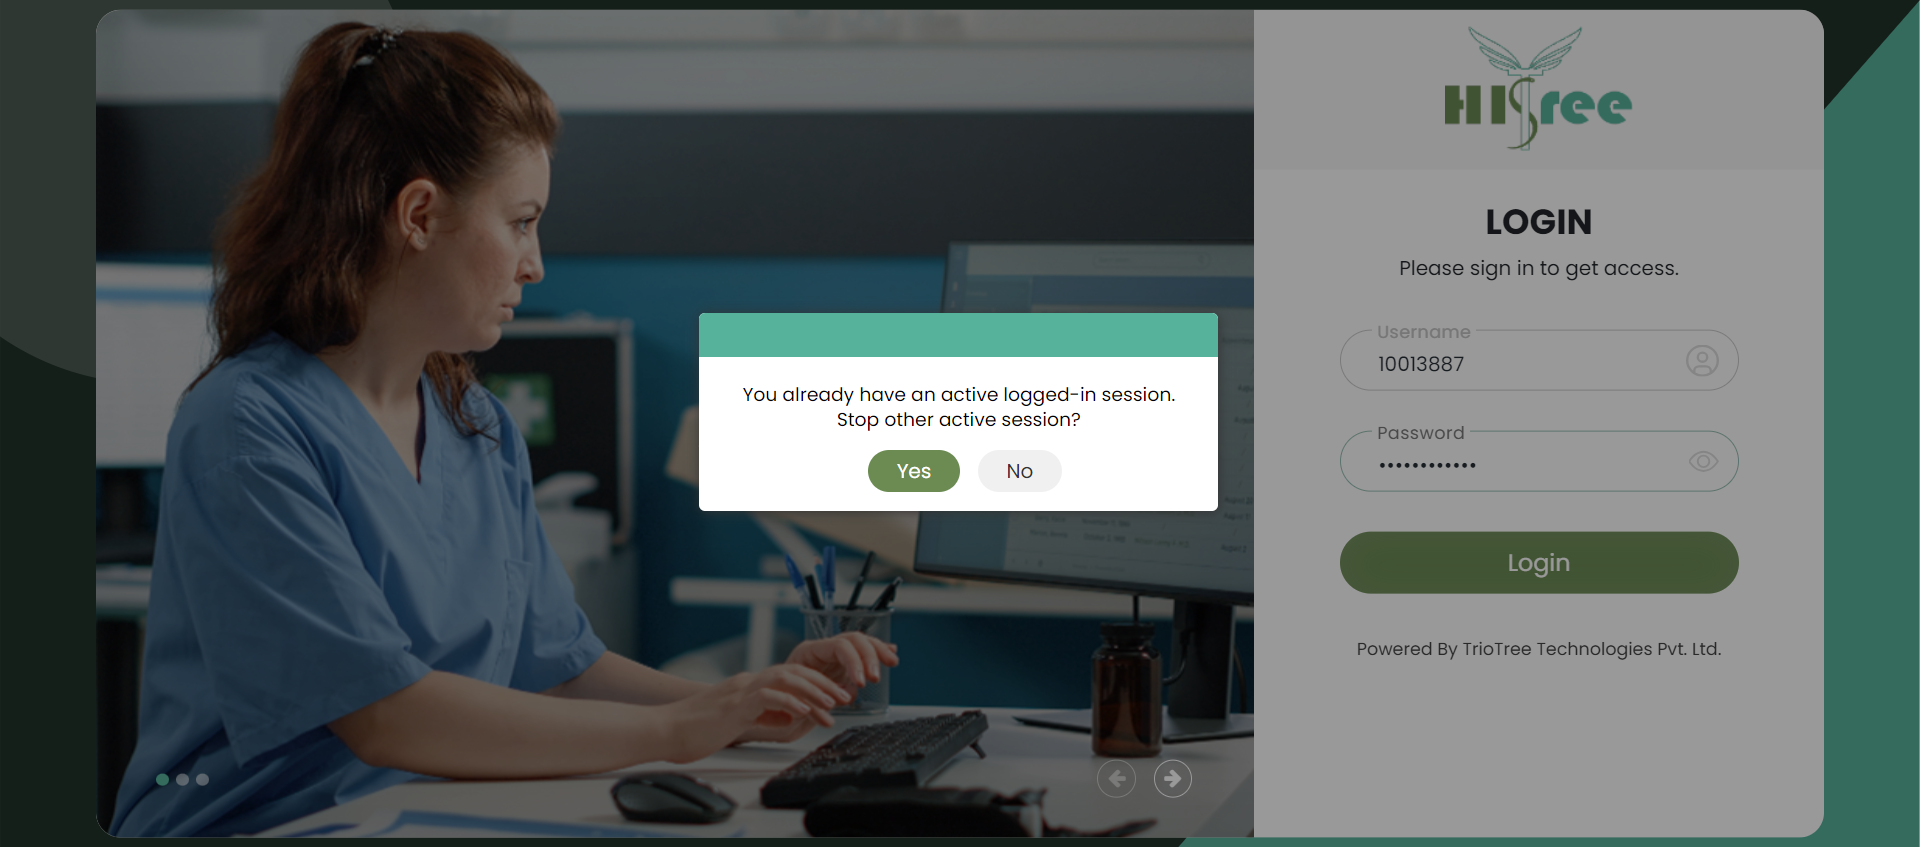 HISTree
LOGIN
Please sign in to get access.
Username
10013887
Password
Login
Powered By TrioTree Technologies Pvt. Ltd.
You already have an active logged-in session.
Stop other active session?
Yes
No